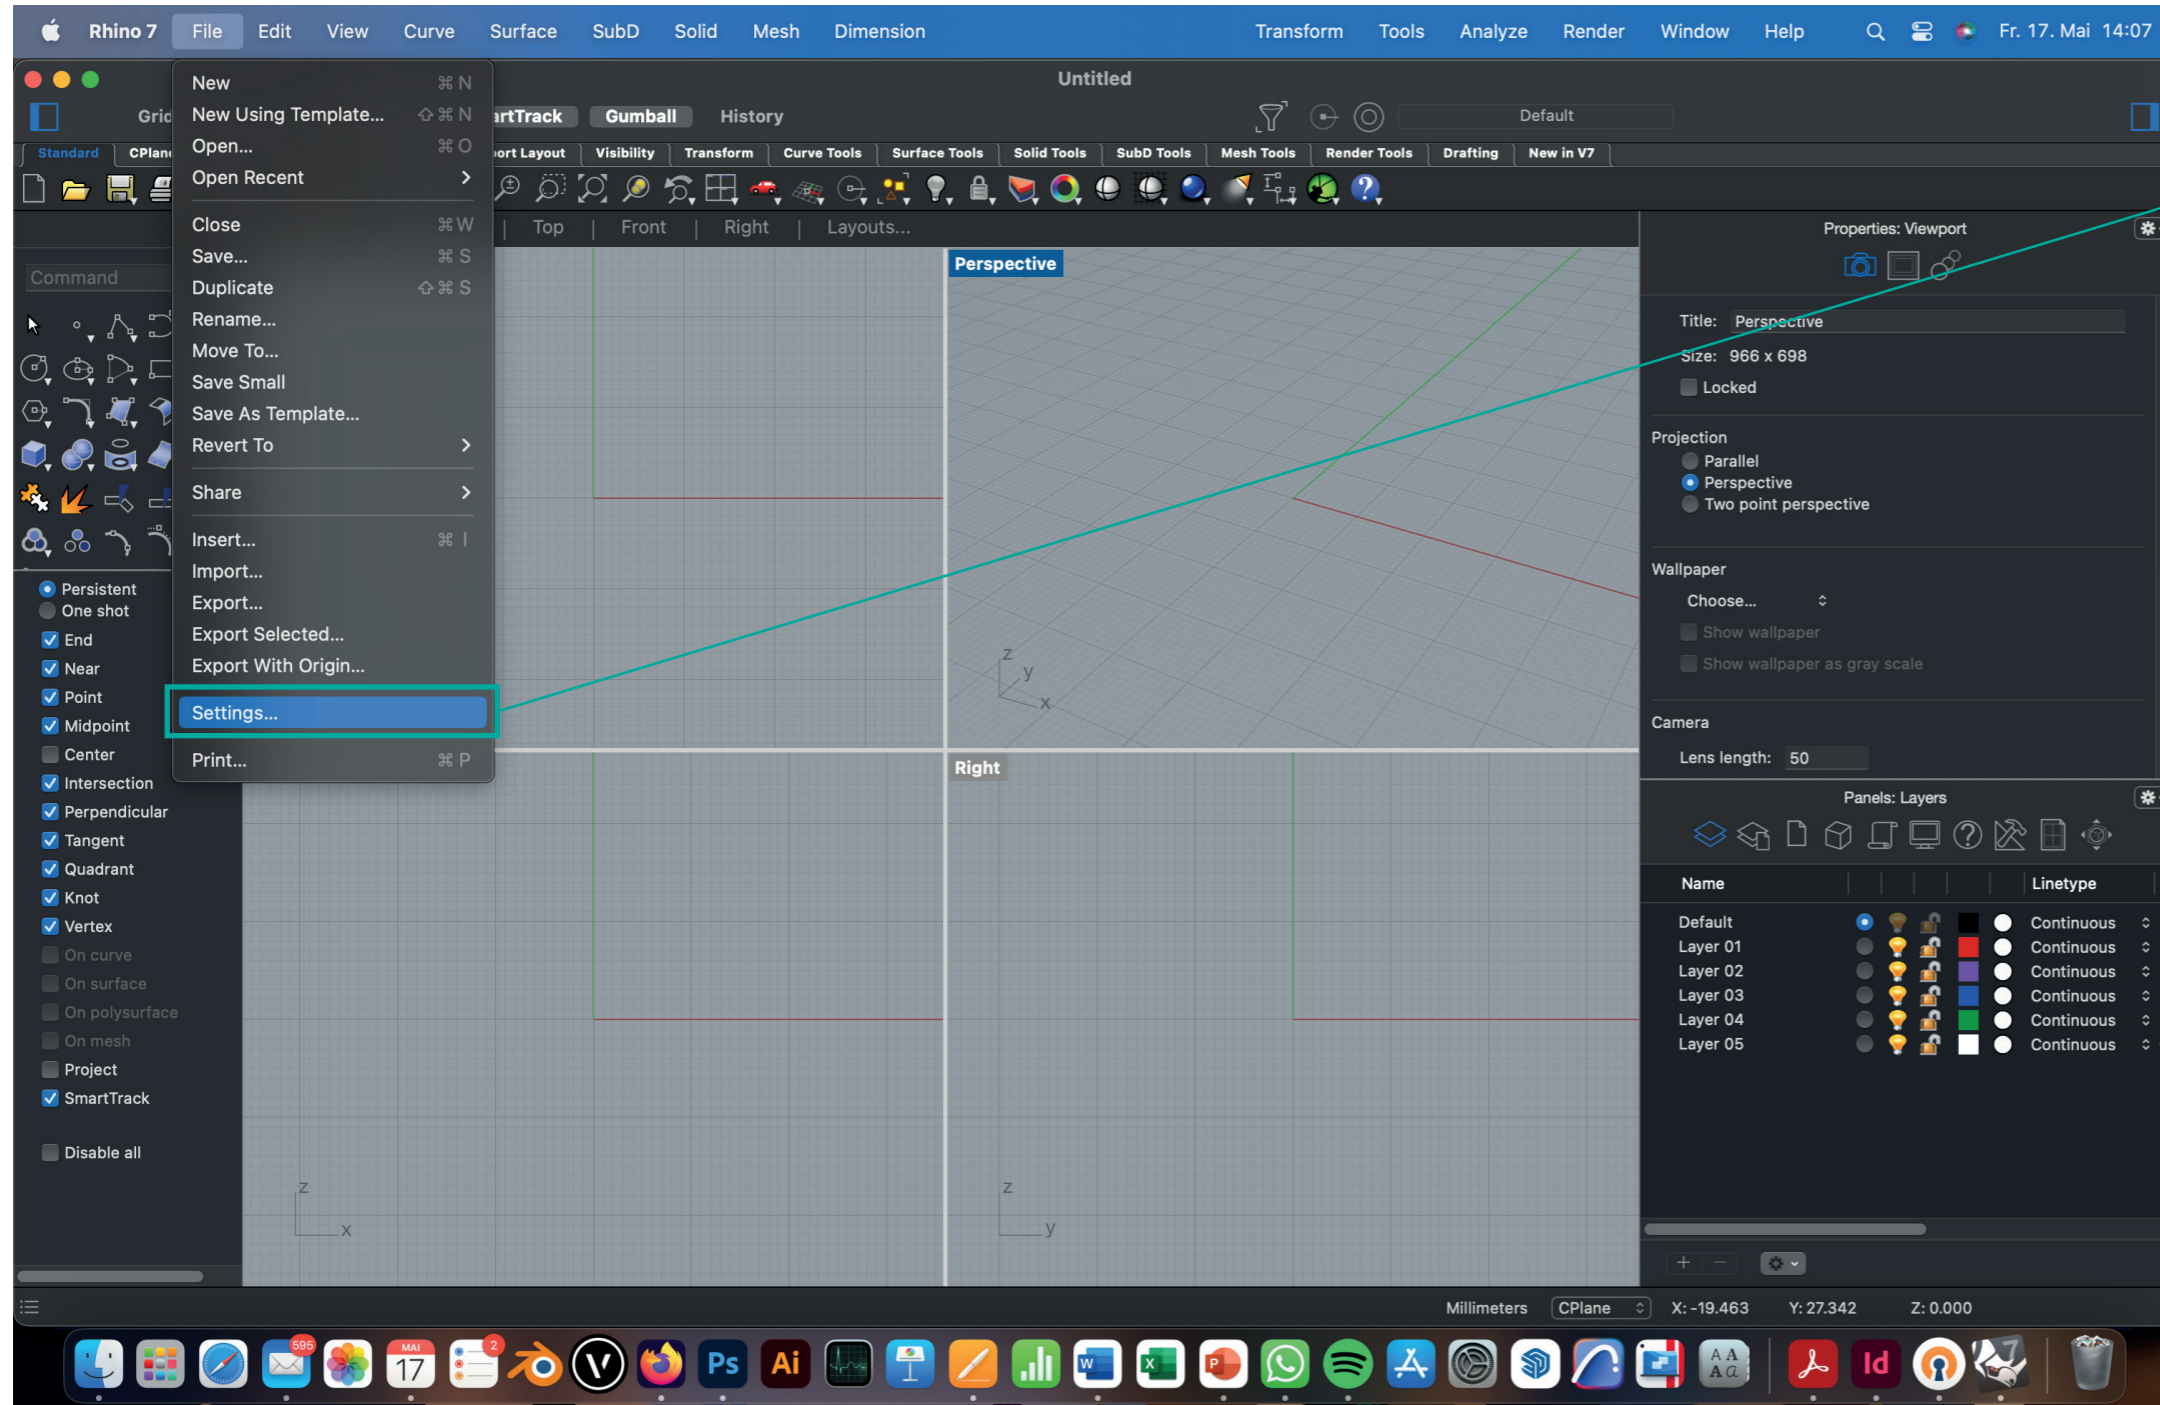 Rhino 7 File Edit View Curve Surface SubD Solid Mesh Dimension Transform Tools Analyze Render Window Help Fr. 17. Mai 14:07
Untitled
Gumball History Default
Standard Visibility Transform Curve Tools Surface Tools Solid Tools SubD Tools Mesh Tools Render Tools Drafting New in V7
New ⌘ N
New Using Template... ⇧ ⌘ N
Open... ⌘ O
Open Recent
Close ⌘ W
Save... ⌘ S
Duplicate ⇧ ⌘ S
Rename...
Move To...
Save Small
Save As Template...
Revert To
Share
Insert... ⌘ I
Import...
Export...
Export Selected...
Export With Origin...
Settings...
Print... ⌘ P
Top | Front | Right | Layouts...
Command
Persistent
One shot
End
Near
Point
Midpoint
Center
Intersection
Perpendicular
Tangent
Quadrant
Knot
Vertex
On curve
On surface
On polysurface
On mesh
Project
SmartTrack
Disable all
Perspective
z
y
x
Right
z
x
z
y
Properties: Viewport
Title: Perspective
Size: 966 x 698
Locked
Projection
Parallel
Perspective
Two point perspective
Wallpaper
Choose...
Show wallpaper
Show wallpaper as gray scale
Camera
Lens length: 50
Panels: Layers
Name Linetype
Default Continuous
Layer 01 Continuous
Layer 02 Continuous
Layer 03 Continuous
Layer 04 Continuous
Layer 05 Continuous
Millimeters CPlane X: -19.463 Y: 27.342 Z: 0.000
595 MAI 17 2 Ps Ai W X P A A A a Id 7